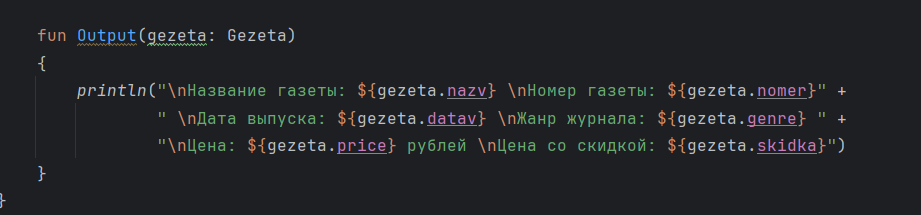 fun Output(gezeta: Gezeta)
{
println("\nНазвание газеты: ${gezeta.nazv} \nНомер газеты: ${gezeta.nomer}" +
" \nДата выпуска: ${gezeta.datav} \nЖанр журнала: ${gezeta.genre} " +
"\nЦена: ${gezeta.price} рублей \nЦена со скидкой: ${gezeta.skidka}")
}
}